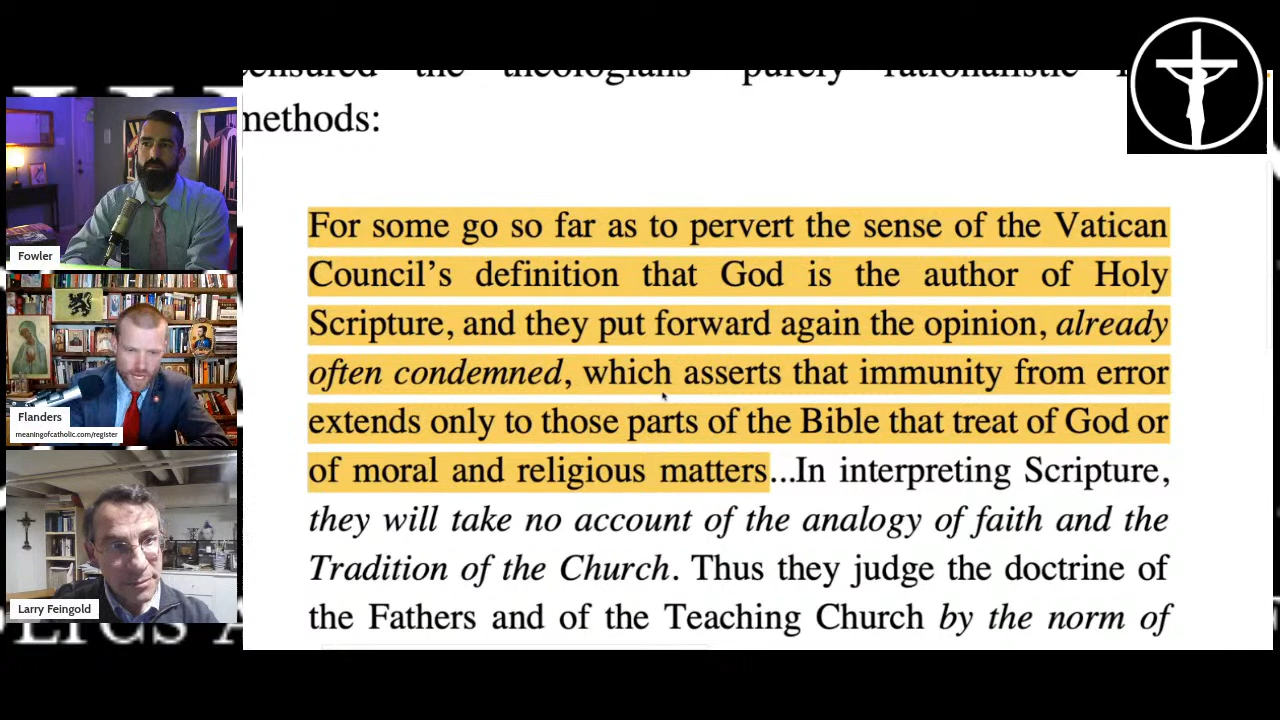 censured the theologians' purely rationalistic
methods:
For some go so far as to pervert the sense of the Vatican
Council's definition that God is the author of Holy
Scripture, and they put forward again the opinion, already
often condemned, which asserts that immunity from error
extends only to those parts of the Bible that treat of God or
of moral and religious matters...In interpreting Scripture,
they will take no account of the analogy of faith and the
Tradition of the Church. Thus they judge the doctrine of
the Fathers and of the Teaching Church by the norm of
Fowler
Flanders
meaningofcatholic.com/register
Larry Feingold